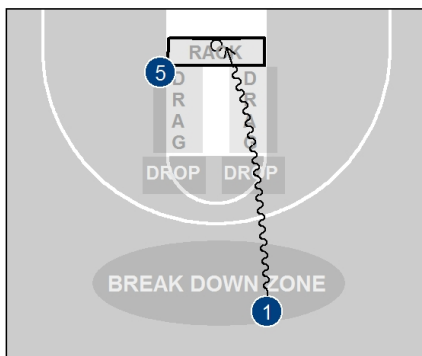 RACK
5
D D
R R
A A
G G
DROP DROP
BREAK DOWN ZONE
1